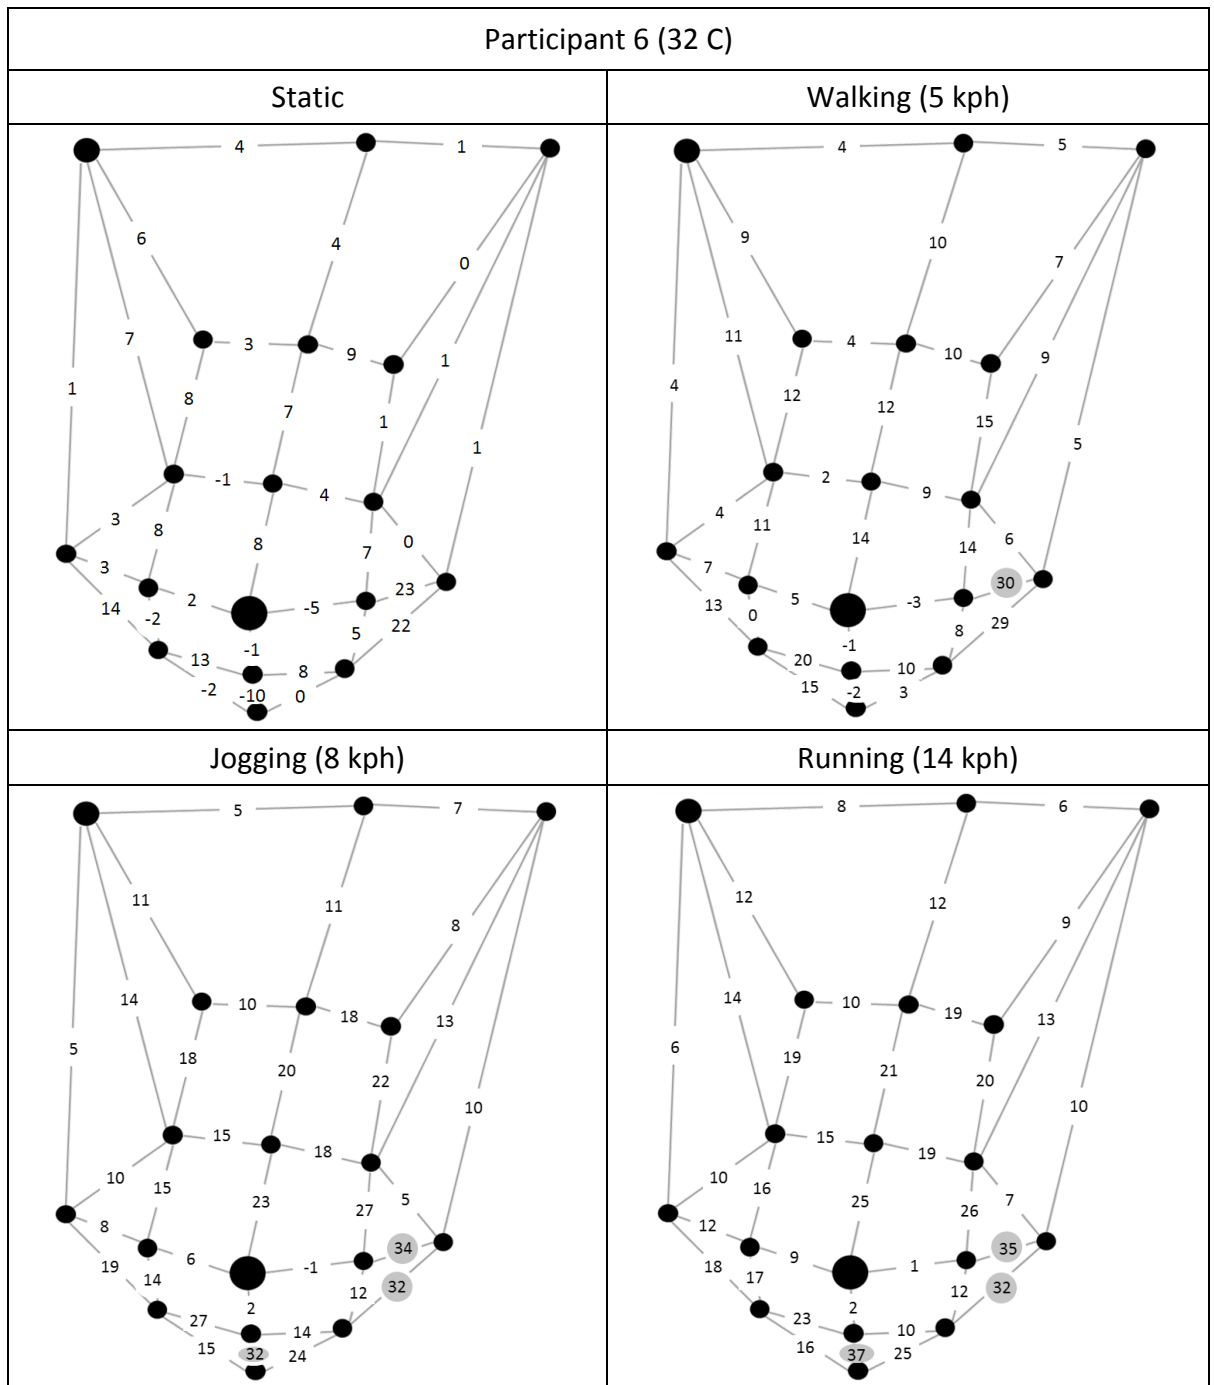 Participant 6 (32 C)
Static
Walking (5 kph)
4 1
6 4 0
7 3 9 1
1 8 7 1 1
-1 4
3 8 8 7 0
3 2 -5 23
14 -2 5 22
-1
13 8
-2 -10 0
4 5
9 10 7
11 4 10 9
4 12 12 15 5
2 9
4 11 14 14 6
7 5 -3 30
13 0 8 29
-1
20 10
15 -2 3
Jogging (8 kph)
Running (14 kph)
5 7
11 11 8
14 10 18 13
5 18 20 22 10
15 18
10 15 23 27 5
8 6 -1 34
19 14 12 32
2
27 14
15 32 24
8 6
12 12 9
14 10 19 13
6 19 21 20 10
15 19
10 16 25 26 7
12 9 1 35
18 17 12 32
2
23 10
16 37 25